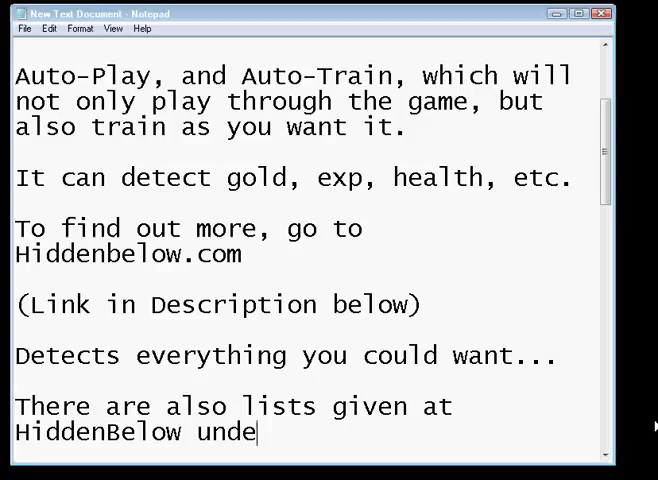 New Text Document - Notepad
File Edit Format View Help
Auto-Play, and Auto-Train, which will
not only play through the game, but
also train as you want it.
It can detect gold, exp, health, etc.
To find out more, go to
Hiddenbelow.com
(Link in Description below)
Detects everything you could want...
There are also lists given at
HiddenBelow unde